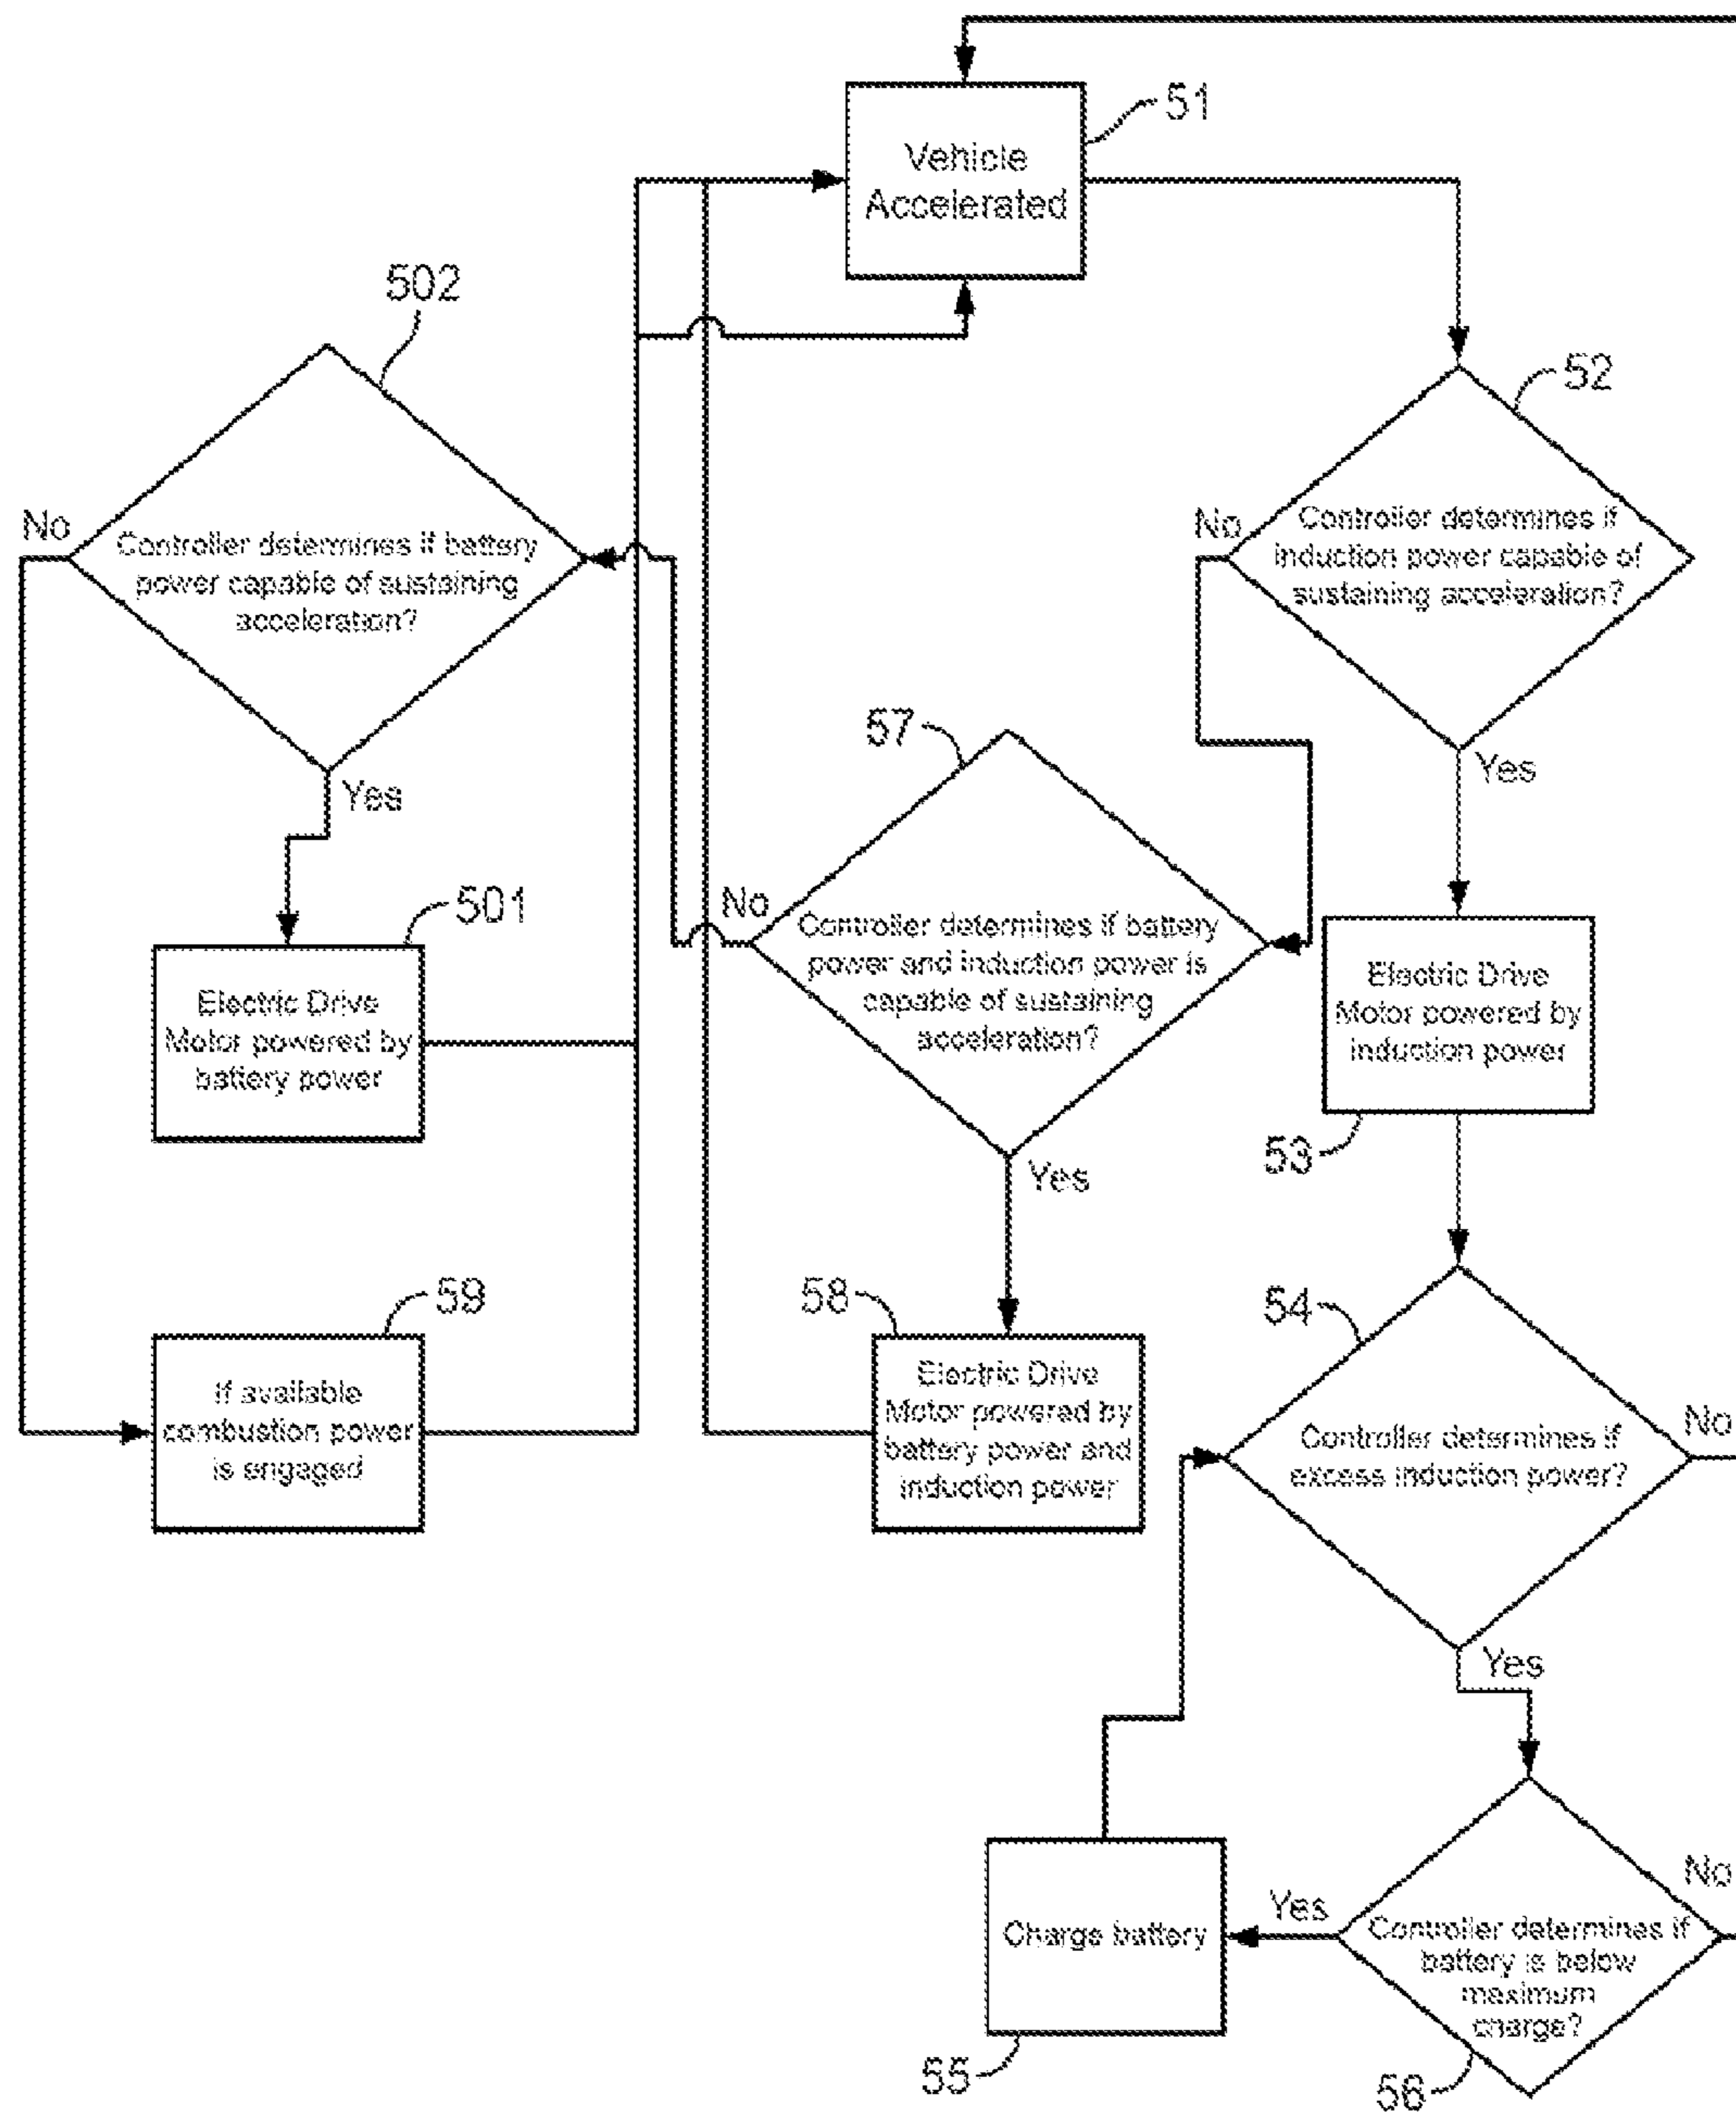 51
Vehicle
Accelerated
502
52
No
Controller determines if battery
power capable of sustaining
acceleration?
Yes
No
Controller determines if
induction power capable of
sustaining acceleration?
Yes
57
501
Electric Drive
Motor powered by
battery power
No
Controller determines if battery
power and induction power is
capable of sustaining
acceleration?
Yes
Electric Drive
Motor powered by
induction power
53
59
If available
combustion power
is engaged
58
Electric Drive
Motor powered by
battery power and
induction power
54
No
Controller determines if
excess induction power?
Yes
Charge battery
55
Yes
No
Controller determines if
battery is below
maximum
charge?
56